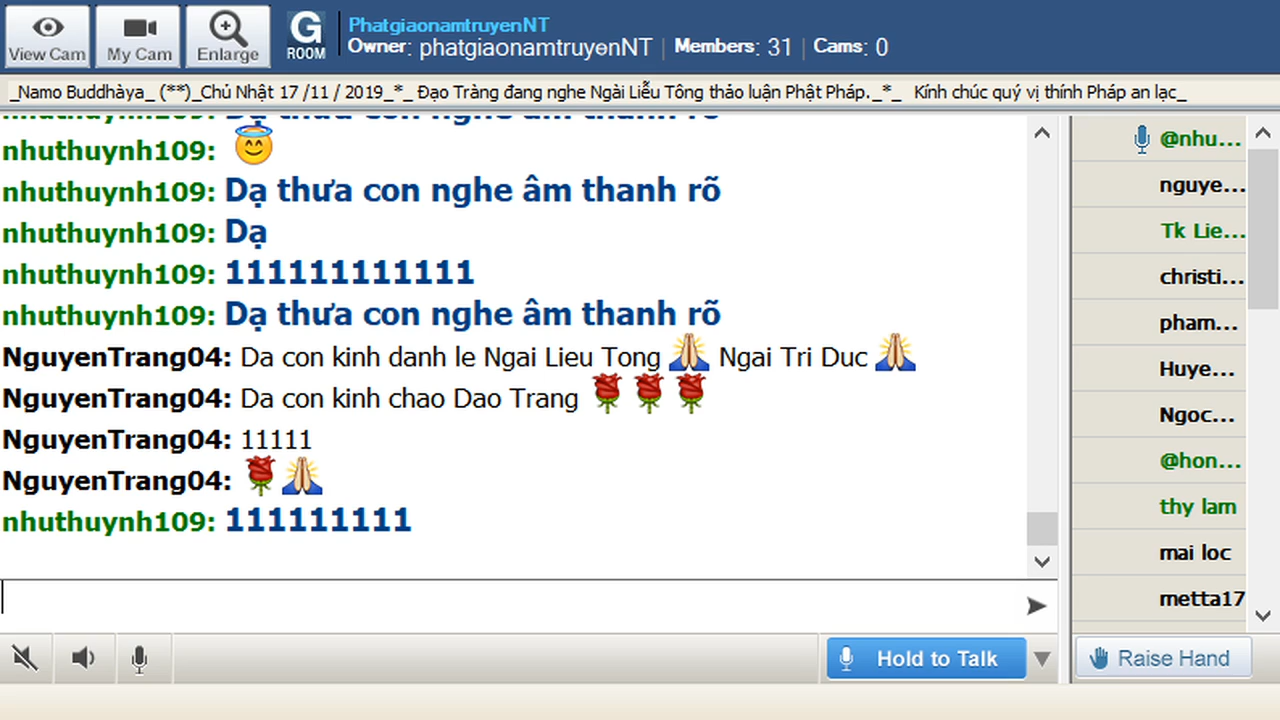 View Cam
My Cam
Enlarge
G
ROOM
PhatgiaonamtruyenNT
Owner: phatgiaonamtruyenNT | Members: 31 | Cams: 0
_Namo Buddhàya_ (**)_Chủ Nhật 17 /11 / 2019_*_ Đạo Tràng đang nghe Ngài Liễu Tông thảo luận Phật Pháp._*_ Kính chúc quý vị thính Pháp an lạc_
nhuthuynh109: Dạ thưa con nghe âm thanh rõ
nhuthuynh109: 😇
nhuthuynh109: Dạ thưa con nghe âm thanh rõ
nhuthuynh109: Dạ
nhuthuynh109: 111111111111
nhuthuynh109: Dạ thưa con nghe âm thanh rõ
NguyenTrang04: Da con kinh danh le Ngai Lieu Tong 🙏 Ngai Tri Duc 🙏
NguyenTrang04: Da con kinh chao Dao Trang 🌹🌹🌹
NguyenTrang04: 11111
NguyenTrang04: 🌹🙏
nhuthuynh109: 111111111
@nhu...
nguye...
Tk Lie...
christi...
pham...
Huye...
Ngoc...
@hon...
thy lam
mai loc
metta17
Hold to Talk
Raise Hand